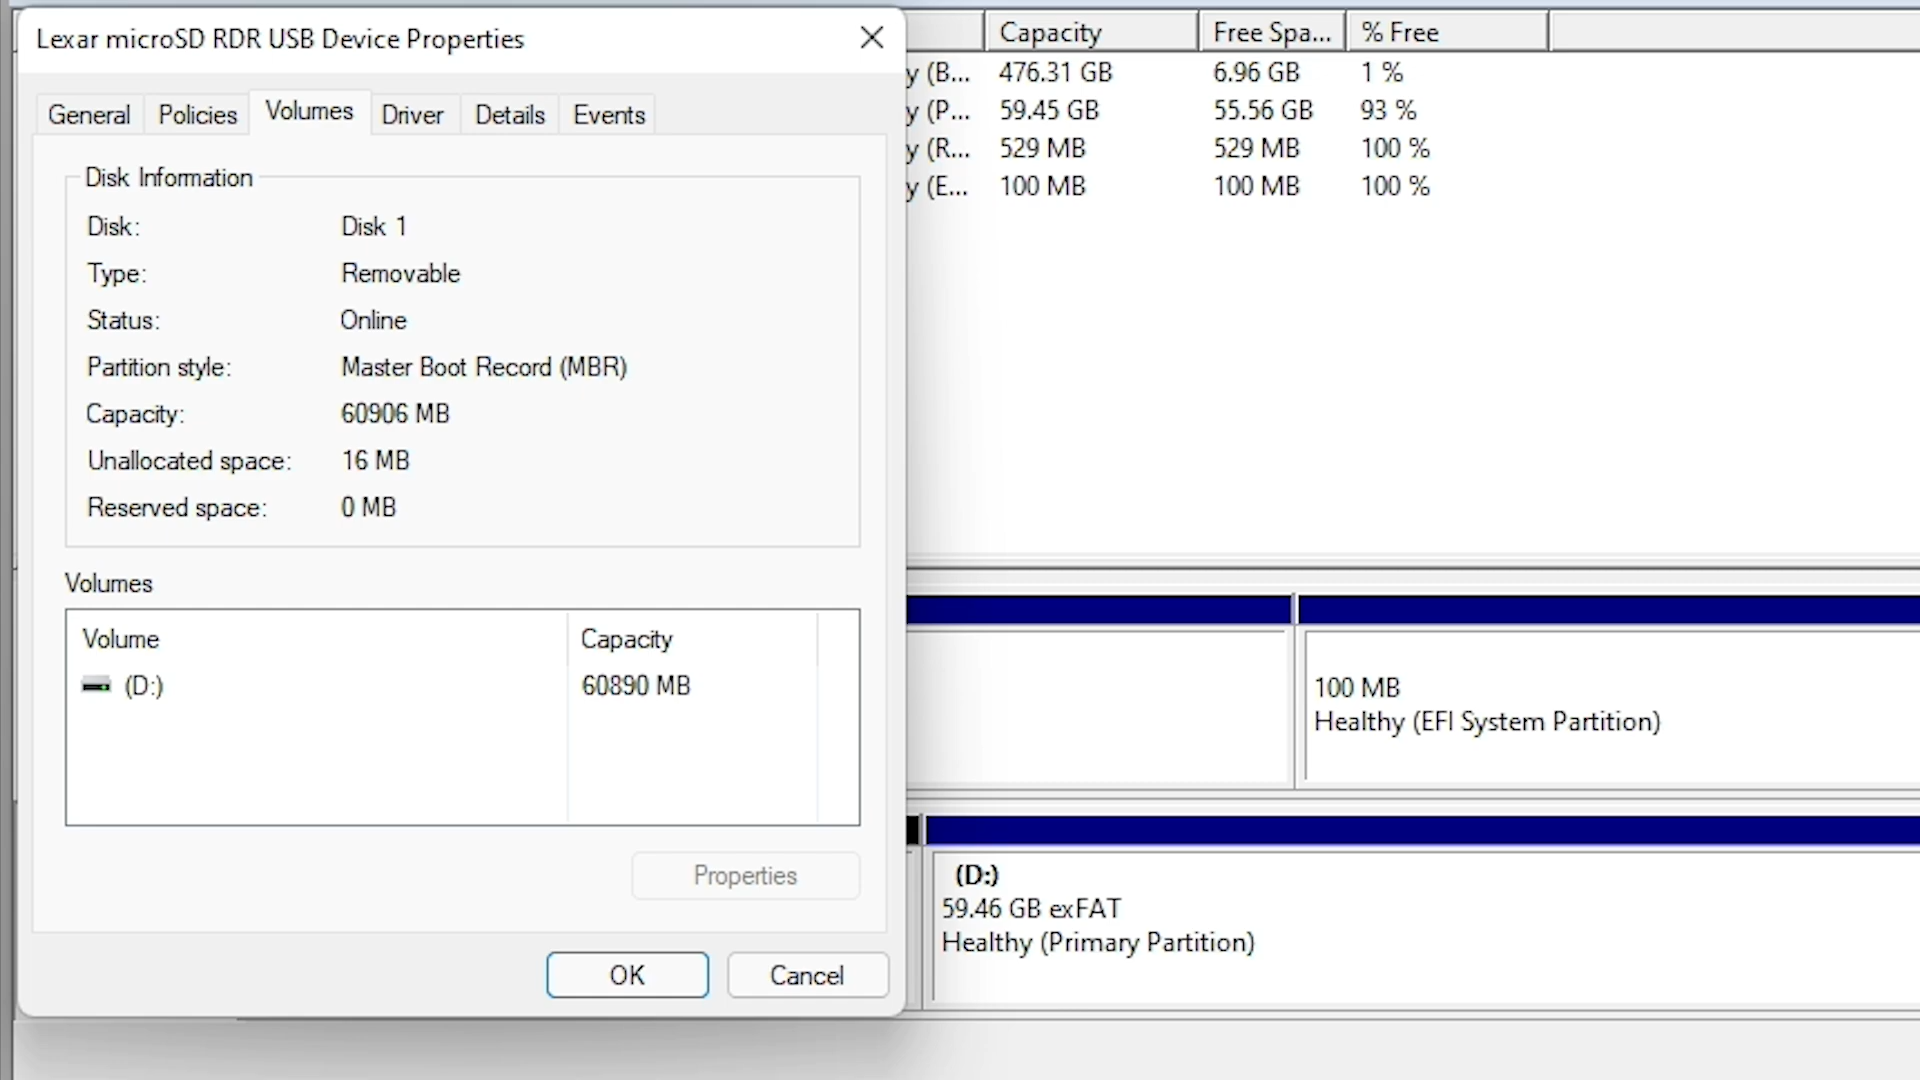 Lexar microSD RDR USB Device Properties
General Policies Volumes Driver Details Events
Disk Information
Disk: Disk 1
Type: Removable
Status: Online
Partition style: Master Boot Record (MBR)
Capacity: 60906 MB
Unallocated space: 16 MB
Reserved space: 0 MB
Volumes
Volume Capacity
(D:) 60890 MB
Properties
OK Cancel
Capacity Free Spa... % Free
y (B... 476.31 GB 6.96 GB 1 %
y (P... 59.45 GB 55.56 GB 93 %
y (R... 529 MB 529 MB 100 %
y (E... 100 MB 100 MB 100 %
100 MB
Healthy (EFI System Partition)
(D:)
59.46 GB exFAT
Healthy (Primary Partition)